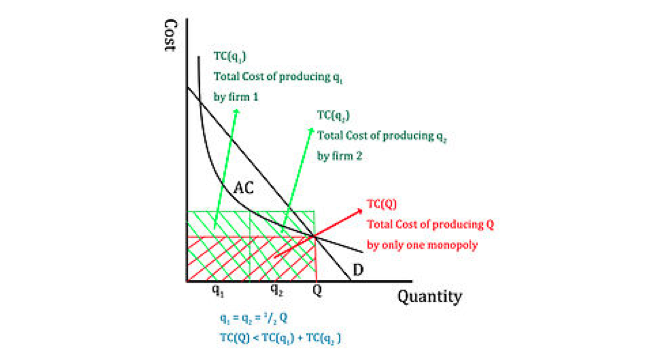 Cost
TC(q₁)
Total Cost of producing q₁
by firm 1
TC(q₂)
Total Cost of producing q₂
by firm 2
AC
TC(Q)
Total Cost of producing Q
by only one monopoly
D
q₁ q₂ Q
Quantity
q₁ = q₂ = ¹/₂ Q
TC(Q) < TC(q₁) + TC(q₂ )